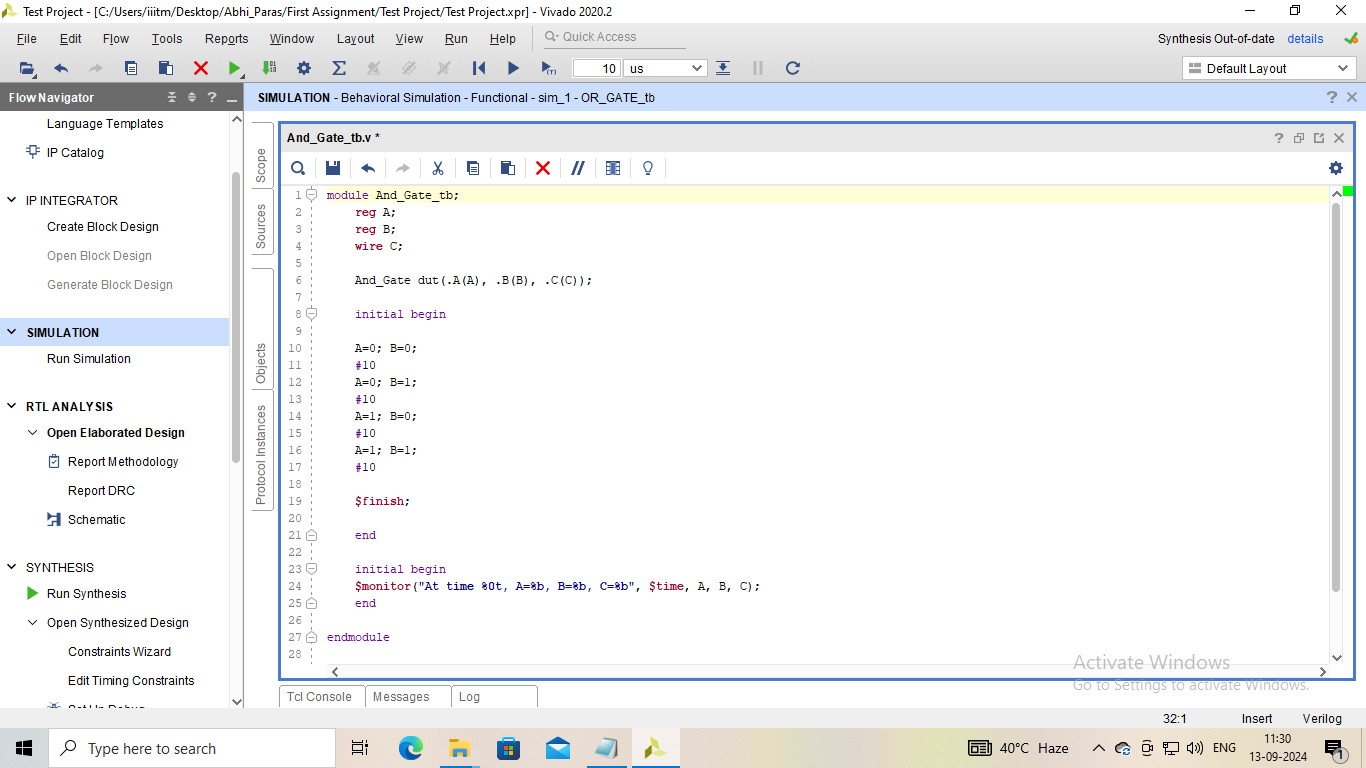 Test Project - [C:/Users/iiitm/Desktop/Abhi_Paras/First Assignment/Test Project/Test Project.xpr] - Vivado 2020.2
File Edit Flow Tools Reports Window Layout View Run Help Quick Access
Synthesis Out-of-date details
10 us
Default Layout
Flow Navigator
SIMULATION - Behavioral Simulation - Functional - sim_1 - OR_GATE_tb
Language Templates
IP Catalog
IP INTEGRATOR
Create Block Design
Open Block Design
Generate Block Design
SIMULATION
Run Simulation
RTL ANALYSIS
Open Elaborated Design
Report Methodology
Report DRC
Schematic
SYNTHESIS
Run Synthesis
Open Synthesized Design
Constraints Wizard
Edit Timing Constraints
Scope
Sources
Objects
Protocol Instances
And_Gate_tb.v *
1 module And_Gate_tb;
2 reg A;
3 reg B;
4 wire C;
5
6 And_Gate dut(.A(A), .B(B), .C(C));
7
8 initial begin
9
10 A=0; B=0;
11 #10
12 A=0; B=1;
13 #10
14 A=1; B=0;
15 #10
16 A=1; B=1;
17 #10
18
19 $finish;
20
21 end
22
23 initial begin
24 $monitor("At time %0t, A=%b, B=%b, C=%b", $time, A, B, C);
25 end
26
27 endmodule
28
Activate Windows
Go to Settings to activate Windows.
Tcl Console Messages Log
32:1 Insert Verilog
Type here to search
40°C Haze
ENG
11:30
13-09-2024
1